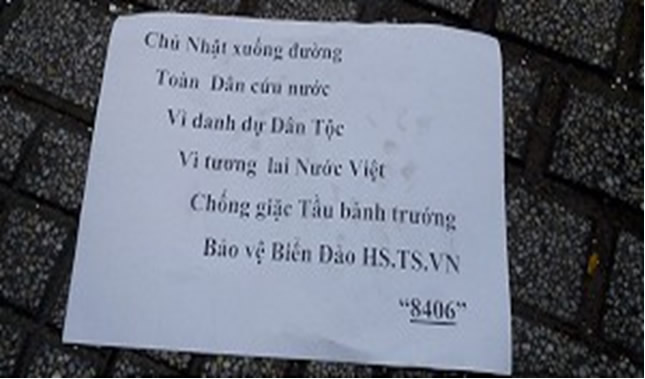 Chủ Nhật xuống đường
Toàn Dân cứu nước
Vì danh dự Dân Tộc
Vì tương lai Nước Việt
Chống giặc Tầu bành trướng
Bảo vệ Biển Đảo HS.TS.VN
“8406”